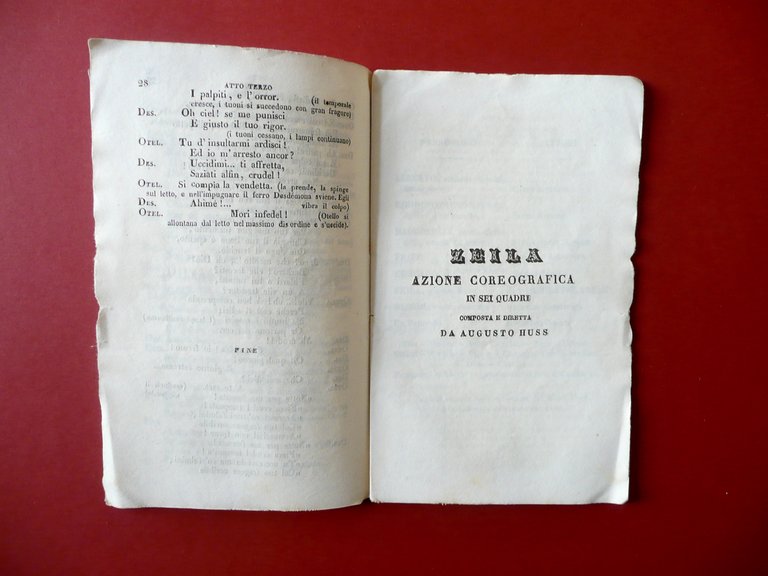 28
ATTO TERZO
I palpiti, e l'orror. (il temporale
cresce, i tuoni si succedono con gran fragore)
DES. Oh ciel! se me punisci
E giusto il tuo rigor.
(i tuoni cessano, i lampi continuano)
OTEL. Tu d'insultarmi ardisci!
Ed io m'arresto ancor?
DES. Uccidimi... ti affretta,
Saziati alfin, crudel!
OTEL. Si compia la vendetta. (la prende, la spinge
sul letto, e nell'impugnare il ferro Desdemona sviene. Egli
DES. Ahimè!... vibra il colpo)
OTEL. Mori infedel! (Otello si
allontana dal letto nel massimo disordine e s'uccide).
FINE
ZEILA
AZIONE COREOGRAFICA
IN SEI QUADRI
COMPOSTA E DIRETTA
DA AUGUSTO HUSS